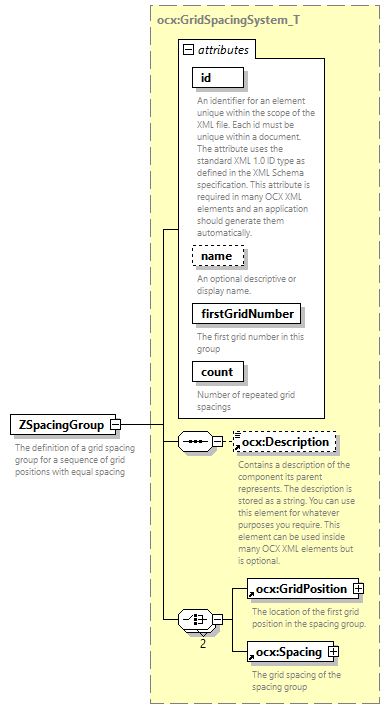 ocx:GridSpacingSystem_T
attributes
id
An identifier for an element
unique within the scope of the
XML file. Each id must be
unique within a document.
The attribute uses the
standard XML 1.0 ID type as
defined in the XML Schema
specification. This attribute is
required in many OCX XML
elements and an application
should generate them
automatically.
name
An optional descriptive or
display name.
firstGridNumber
The first grid number in this
group
count
Number of repeated grid
spacings
ZSpacingGroup
The definition of a grid spacing
group for a sequence of grid
positions with equal spacing
ocx:Description
Contains a description of the
component its parent
represents. The description is
stored as a string. You can use
this element for whatever
purposes you require. This
element can be used inside
many OCX XML elements but
is optional.
ocx:GridPosition
The location of the first grid
position in the spacing group.
2
ocx:Spacing
The grid spacing of the
spacing group